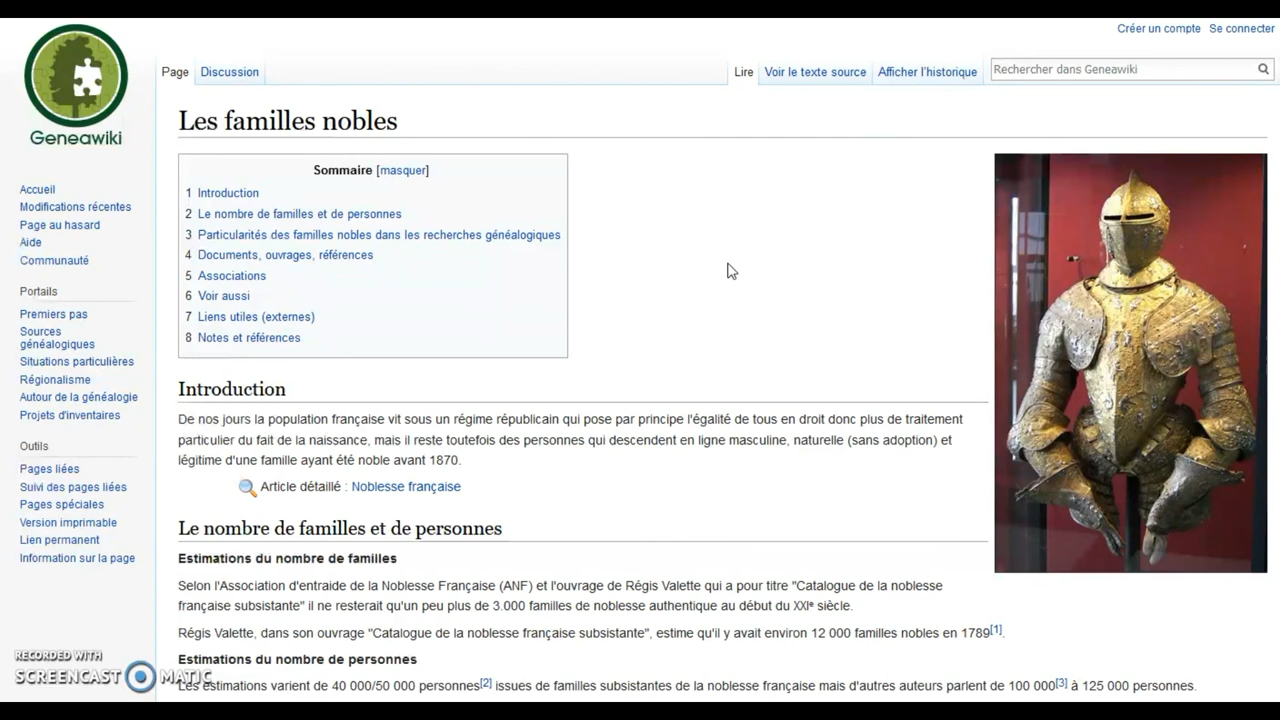 Créer un compte Se connecter
Geneawiki
Page Discussion Lire Voir le texte source Afficher l'historique Rechercher dans Geneawiki
Accueil
Modifications récentes
Page au hasard
Aide
Communauté
Portails
Premiers pas
Sources
généalogiques
Situations particulières
Régionalisme
Autour de la généalogie
Projets d'inventaires
Outils
Pages liées
Suivi des pages liées
Pages spéciales
Version imprimable
Lien permanent
Information sur la page
Les familles nobles
Sommaire [masquer]
1 Introduction
2 Le nombre de familles et de personnes
3 Particularités des familles nobles dans les recherches généalogiques
4 Documents, ouvrages, références
5 Associations
6 Voir aussi
7 Liens utiles (externes)
8 Notes et références
Introduction
De nos jours la population française vit sous un régime républicain qui pose par principe l'égalité de tous en droit donc plus de traitement
particulier du fait de la naissance, mais il reste toutefois des personnes qui descendent en ligne masculine, naturelle (sans adoption) et
légitime d'une famille ayant été noble avant 1870.
Article détaillé : Noblesse française
Le nombre de familles et de personnes
Estimations du nombre de familles
Selon l'Association d'entraide de la Noblesse Française (ANF) et l'ouvrage de Régis Valette qui a pour titre "Catalogue de la noblesse
française subsistante" il ne resterait qu'un peu plus de 3.000 familles de noblesse authentique au début du XXIe siècle.
Régis Valette, dans son ouvrage "Catalogue de la noblesse française subsistante", estime qu'il y avait environ 12 000 familles nobles en 1789[1].
Estimations du nombre de personnes
Les estimations varient de 40 000/50 000 personnes[2] issues de familles subsistantes de la noblesse française mais d'autres auteurs parlent de 100 000[3] à 125 000 personnes.
RECORDED WITH
SCREENCAST MATIC